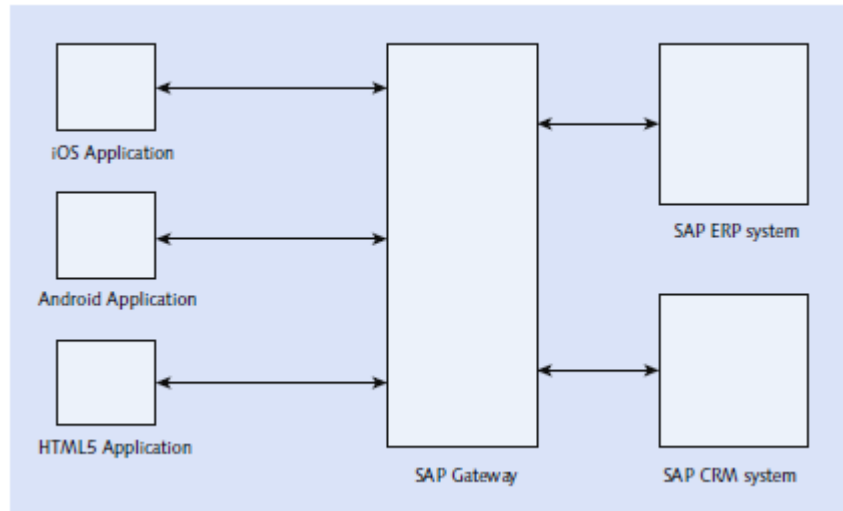 iOS Application
Android Application
HTML5 Application
SAP Gateway
SAP ERP system
SAP CRM system